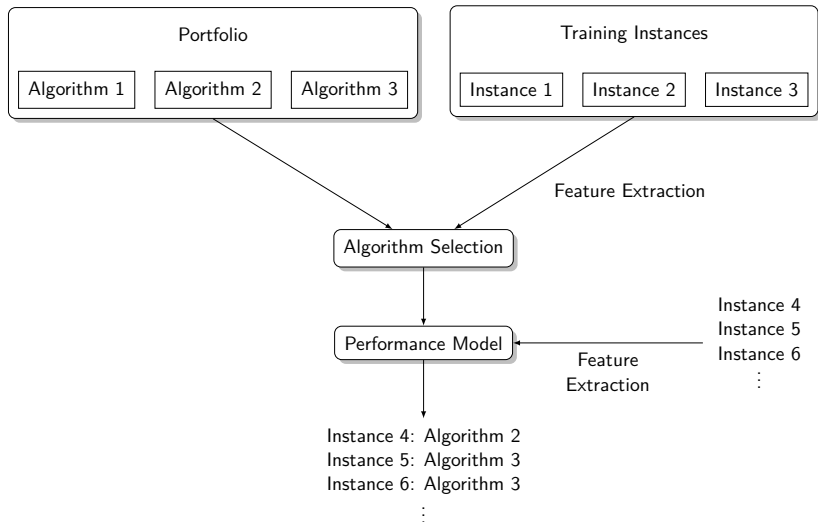 Portfolio
Algorithm 1
Algorithm 2
Algorithm 3
Training Instances
Instance 1
Instance 2
Instance 3
Feature Extraction
Algorithm Selection
Performance Model
Feature
Extraction
Instance 4
Instance 5
Instance 6
⋮
Instance 4: Algorithm 2
Instance 5: Algorithm 3
Instance 6: Algorithm 3
⋮